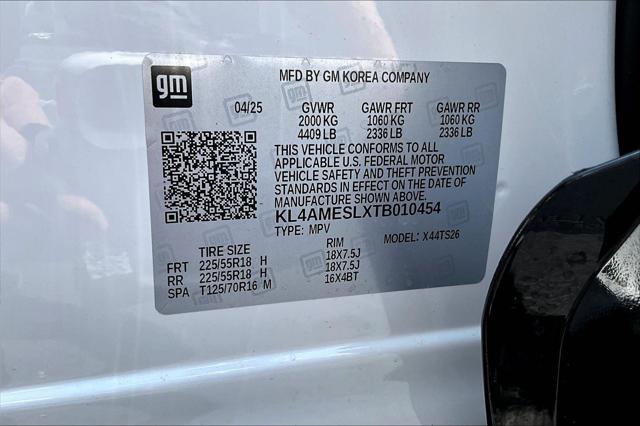 gm
MFD BY GM KOREA COMPANY
04/25 GVWR GAWR FRT GAWR RR
2000 KG 1060 KG 1060 KG
4409 LB 2336 LB 2336 LB
THIS VEHICLE CONFORMS TO ALL
APPLICABLE U.S. FEDERAL MOTOR
VEHICLE SAFETY AND THEFT PREVENTION
STANDARDS IN EFFECT ON THE DATE OF
MANUFACTURE SHOWN ABOVE.
KL4AMESLXTB010454
TYPE: MPV MODEL: X44TS26
TIRE SIZE RIM
FRT 225/55R18 H 18X7.5J
RR 225/55R18 H 18X7.5J
SPA T125/70R16 M 16X4BT